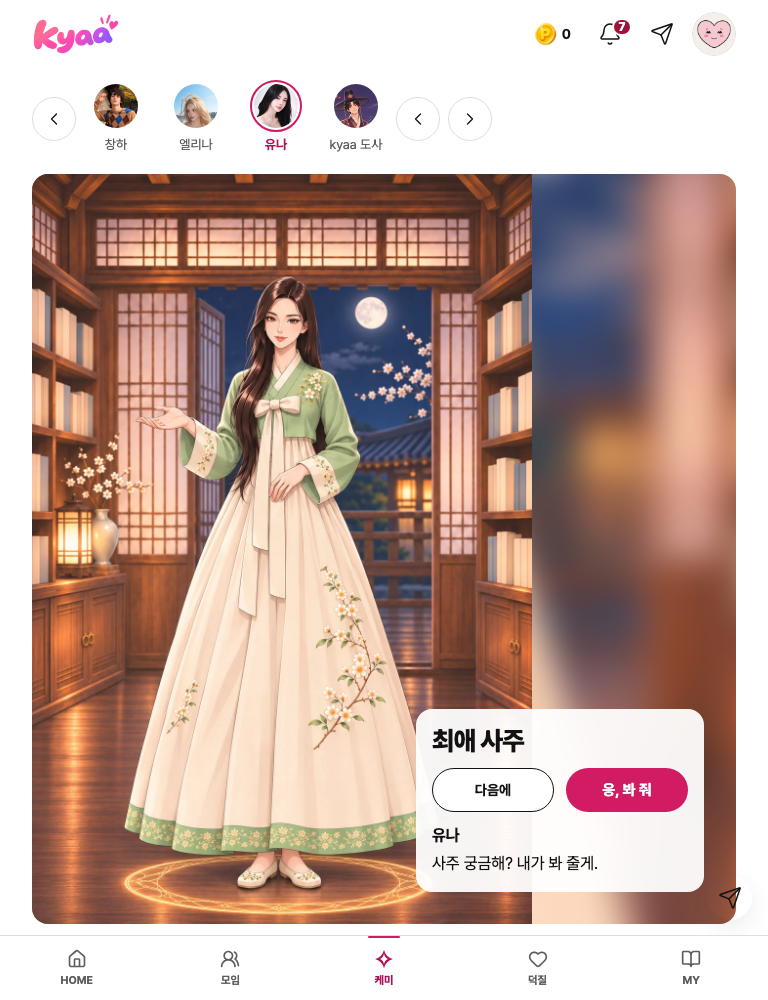 kyaa
0
7
창하
엘리나
유나
kyaa 도사
최애 사주
다음에
응, 봐 줘
유나
사주 궁금해? 내가 봐 줄게.
HOME
모임
케미
덕질
MY